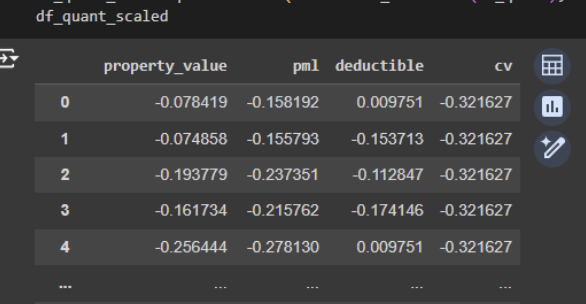 df_quant_scaled
property_value pml deductible cv
0 -0.078419 -0.158192 0.009751 -0.321627
1 -0.074858 -0.155793 -0.153713 -0.321627
2 -0.193779 -0.237351 -0.112847 -0.321627
3 -0.161734 -0.215762 -0.174146 -0.321627
4 -0.256444 -0.278130 0.009751 -0.321627
... ... ... ... ...